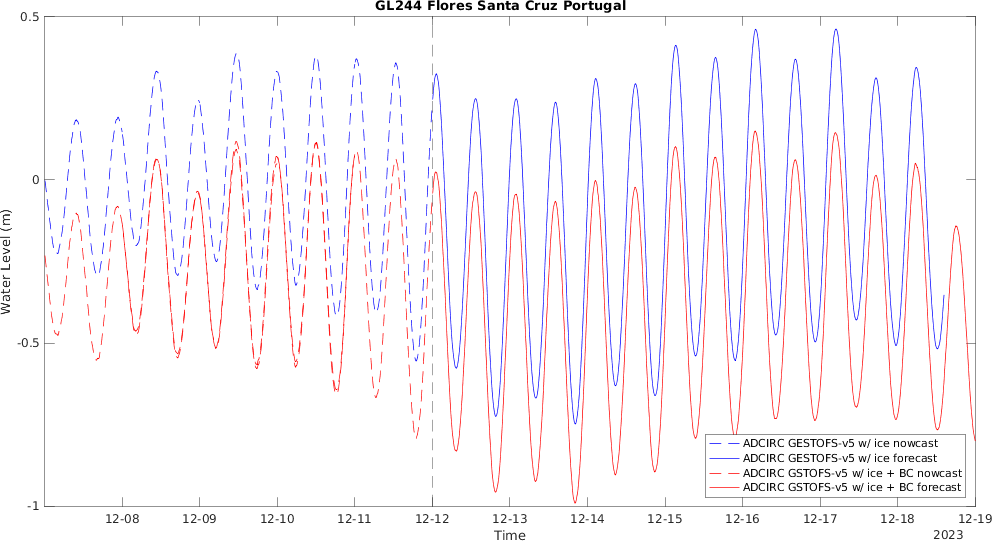 GL244 Flores Santa Cruz Portugal
0.5
0
-0.5
-1
Water Level (m)
12-08
12-09
12-10
12-11
12-12
12-13
12-14
12-15
12-16
12-17
12-18
12-19
Time
2023
ADCIRC GESTOFS-v5 w/ ice nowcast
ADCIRC GESTOFS-v5 w/ ice forecast
ADCIRC GSTOFS-v5 w/ ice + BC nowcast
ADCIRC GSTOFS-v5 w/ ice + BC forecast